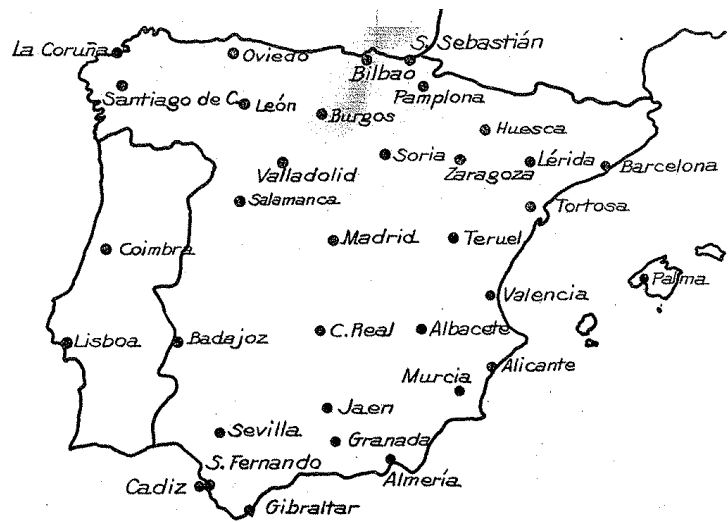 La Coruña
Oviedo
S. Sebastián
Bilbao
Santiago de C.
León
Pamplona
Burgos
Huesca
Valladolid
Soria
Zaragoza
Lérida
Barcelona
Salamanca
Tortosa
Coimbra
Madrid
Teruel
Palma
Valencia
Lisboa
Badajoz
C. Real
Albacete
Alicante
Murcia
Jaen
Sevilla
Granada
S. Fernando
Cadiz
Almería
Gibraltar